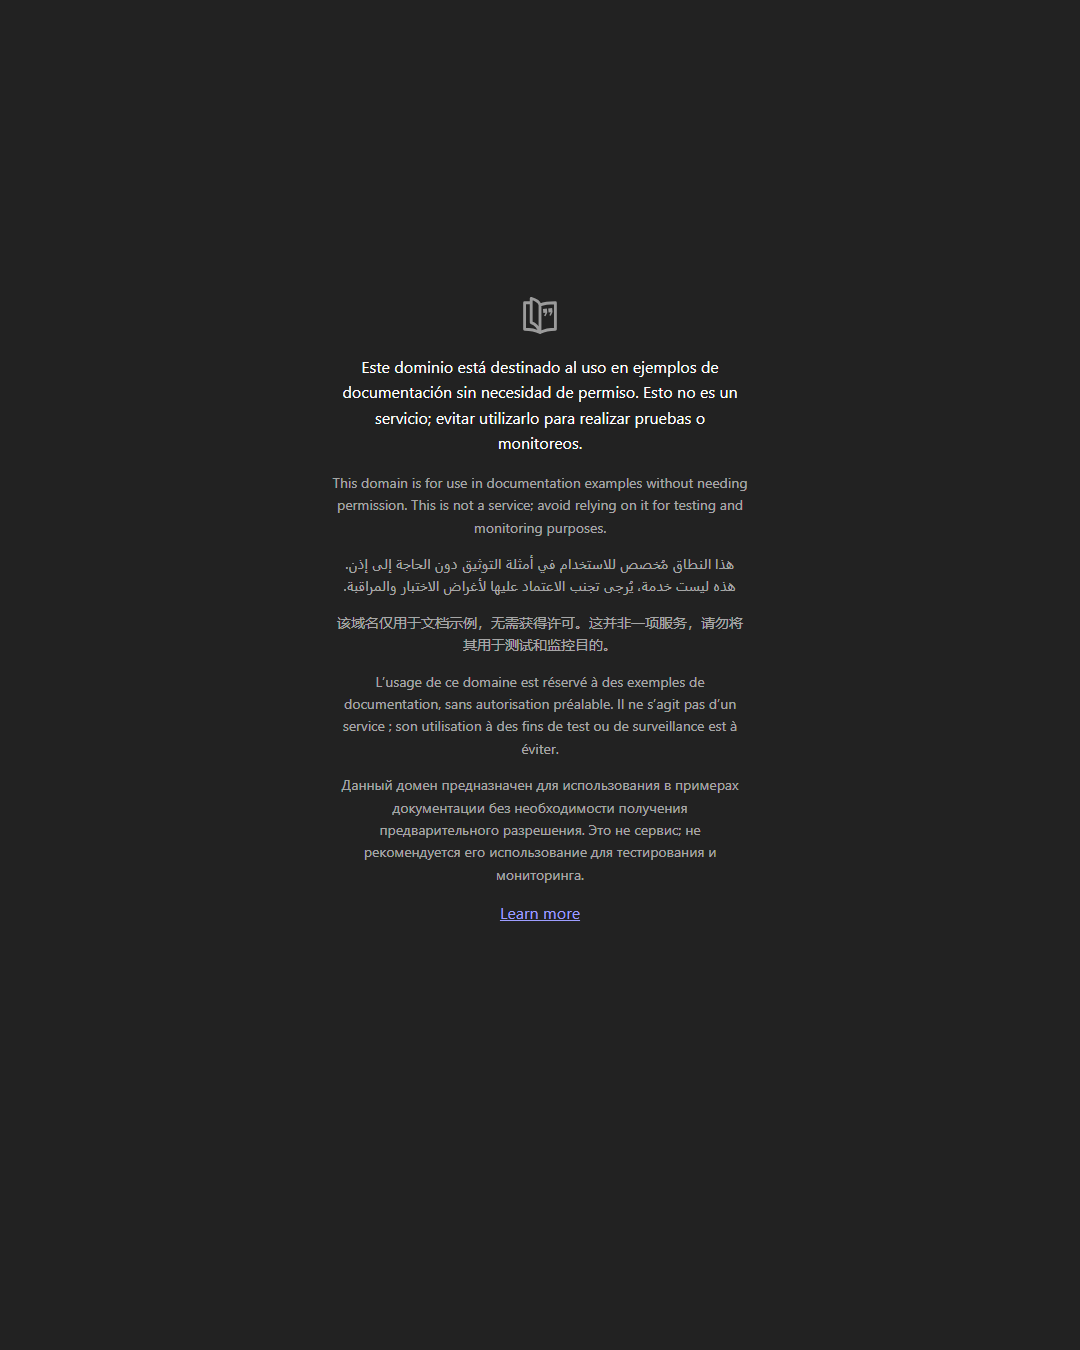 Este dominio está destinado al uso en ejemplos de
documentación sin necesidad de permiso. Esto no es un
servicio; evitar utilizarlo para realizar pruebas o
monitoreos.
This domain is for use in documentation examples without needing
permission. This is not a service; avoid relying on it for testing and
monitoring purposes.
هذا النطاق مُخصص للاستخدام في أمثلة التوثيق دون الحاجة إلى إذن.
هذه ليست خدمة، يُرجى تجنب الاعتماد عليها لأغراض الاختبار والمراقبة.
该域名仅用于文档示例，无需获得许可。这并非一项服务，请勿将
其用于测试和监控目的。
L’usage de ce domaine est réservé à des exemples de
documentation, sans autorisation préalable. Il ne s’agit pas d’un
service ; son utilisation à des fins de test ou de surveillance est à
éviter.
Данный домен предназначен для использования в примерах
документации без необходимости получения
предварительного разрешения. Это не сервис; не
рекомендуется его использование для тестирования и
мониторинга.
Learn more